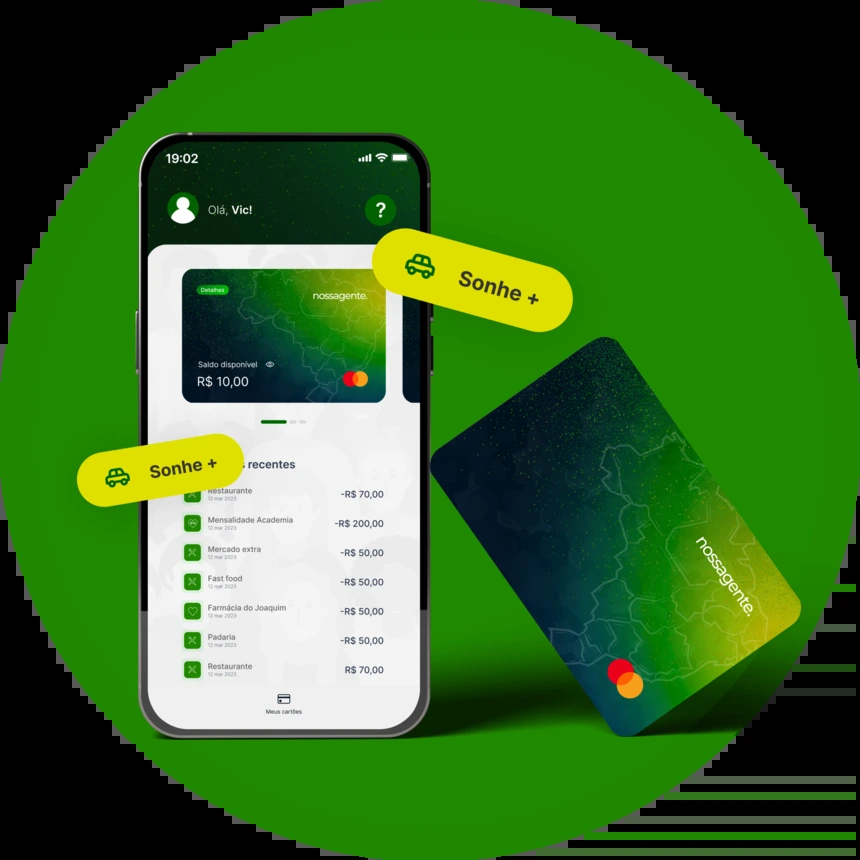 19:02
Olá, Vic!
?
Sonhe +
Detalhes
nossagente.
Saldo disponível
R$ 10,00
Sonhe +
recentes
Restaurante
12 mar 2023
-R$ 70,00
Mensalidade Academia
12 mar 2023
-R$ 200,00
Mercado extra
12 mar 2023
-R$ 50,00
Fast food
12 mar 2023
-R$ 50,00
Farmácia do Joaquim
12 mar 2023
-R$ 50,00
Padaria
12 mar 2023
-R$ 50,00
Restaurante
12 mar 2023
R$ 70,00
Meus cartões
nossagente.